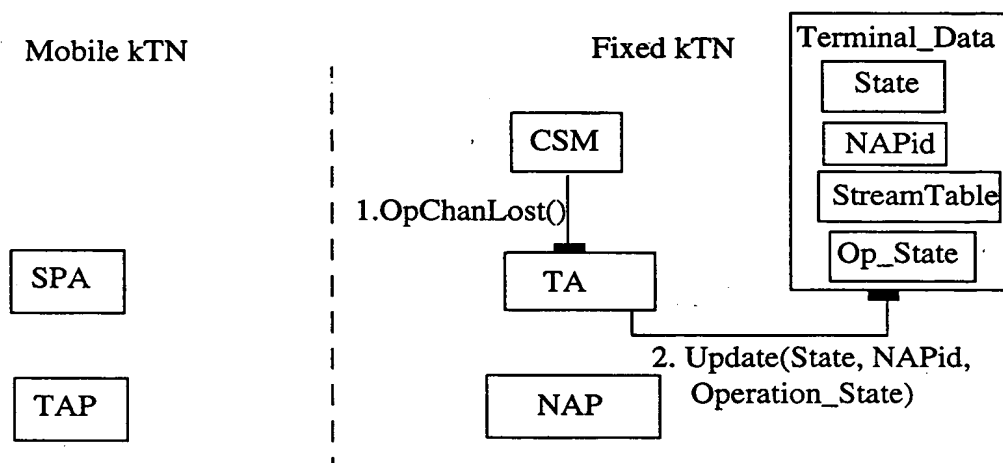 Mobile kTN
Fixed kTN
Terminal_Data
State
NAPid
StreamTable
Op_State
CSM
1.OpChanLost()
SPA
TA
2. Update(State, NAPid,
Operation_State)
TAP
NAP